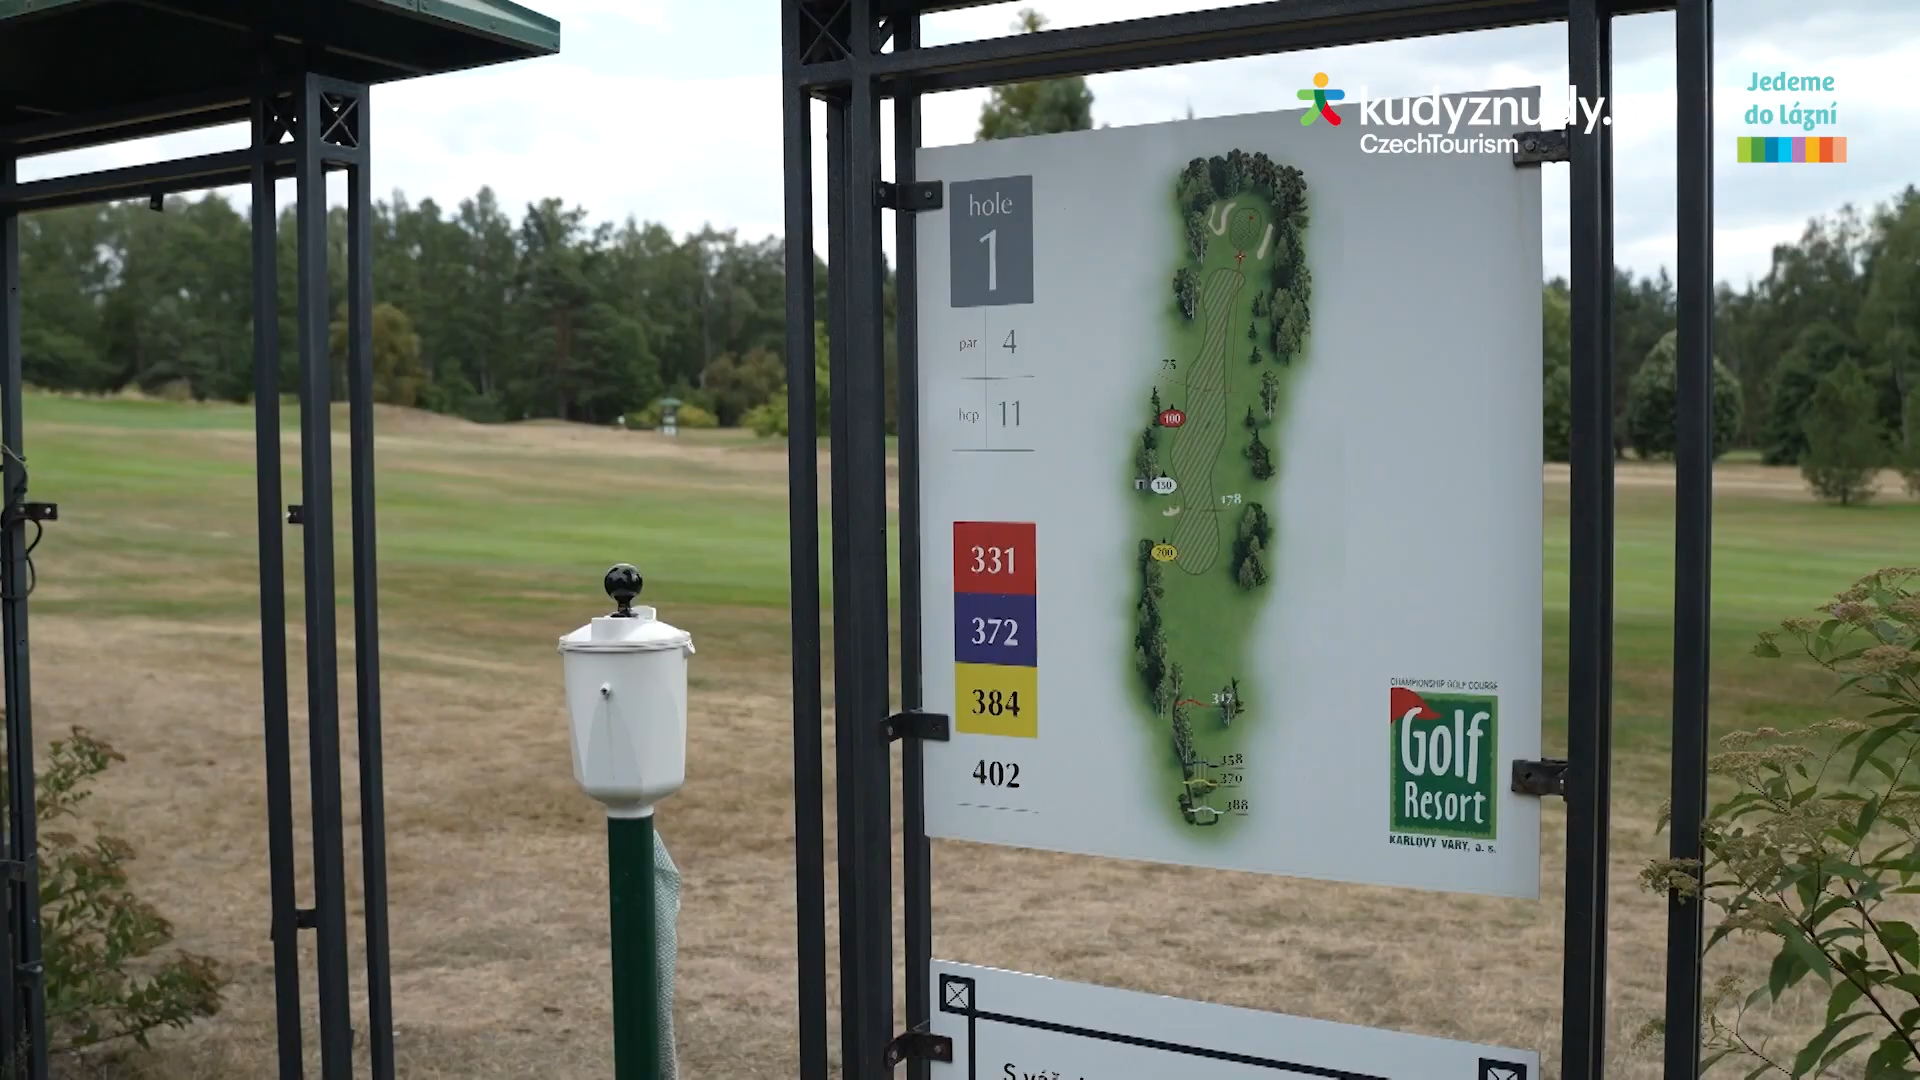 kudyznudy.
CzechTourism
Jedeme
do lázní
hole
1
par 4
hcp 11
331
372
384
402
75
100
150
178
200
317
358
370
388
CHAMPIONSHIP GOLF COURSE
Golf
Resort
KARLOVY VARY, a. s.